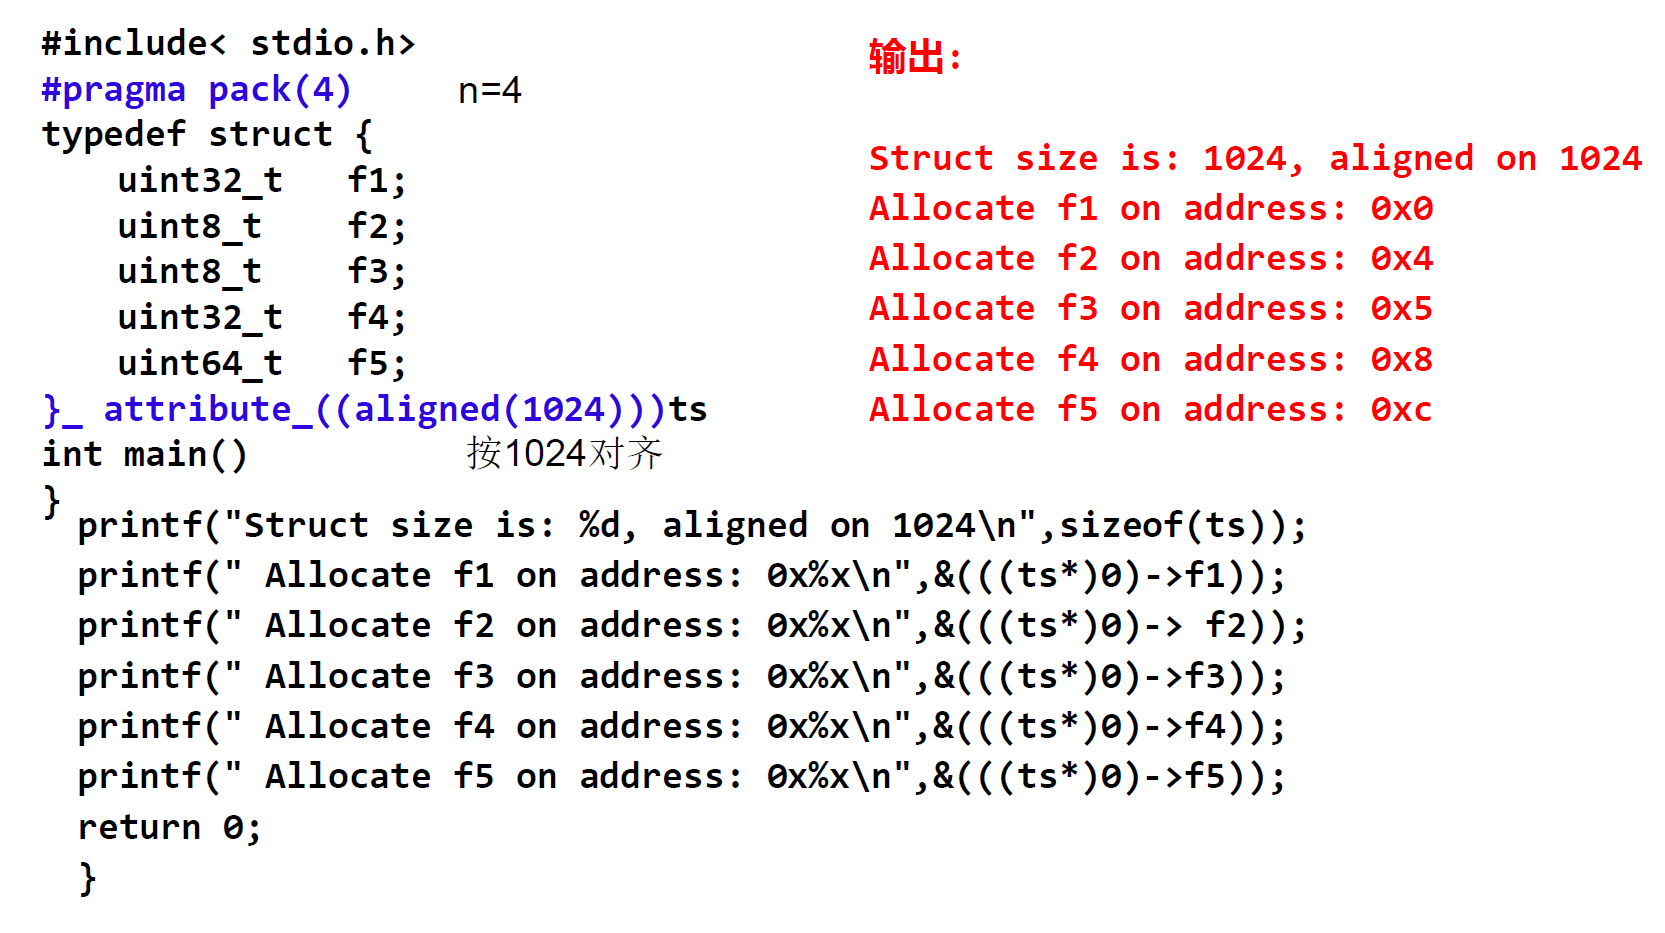 #include< stdio.h>
#pragma pack(4) n=4
typedef struct {
uint32_t f1;
uint8_t f2;
uint8_t f3;
uint32_t f4;
uint64_t f5;
}_ attribute_((aligned(1024)))ts
int main() 按1024对齐
}
printf("Struct size is: %d, aligned on 1024\n",sizeof(ts));
printf(" Allocate f1 on address: 0x%x\n",&(((ts*)0)->f1));
printf(" Allocate f2 on address: 0x%x\n",&(((ts*)0)-> f2));
printf(" Allocate f3 on address: 0x%x\n",&(((ts*)0)->f3));
printf(" Allocate f4 on address: 0x%x\n",&(((ts*)0)->f4));
printf(" Allocate f5 on address: 0x%x\n",&(((ts*)0)->f5));
return 0;
}
输出:
Struct size is: 1024, aligned on 1024
Allocate f1 on address: 0x0
Allocate f2 on address: 0x4
Allocate f3 on address: 0x5
Allocate f4 on address: 0x8
Allocate f5 on address: 0xc